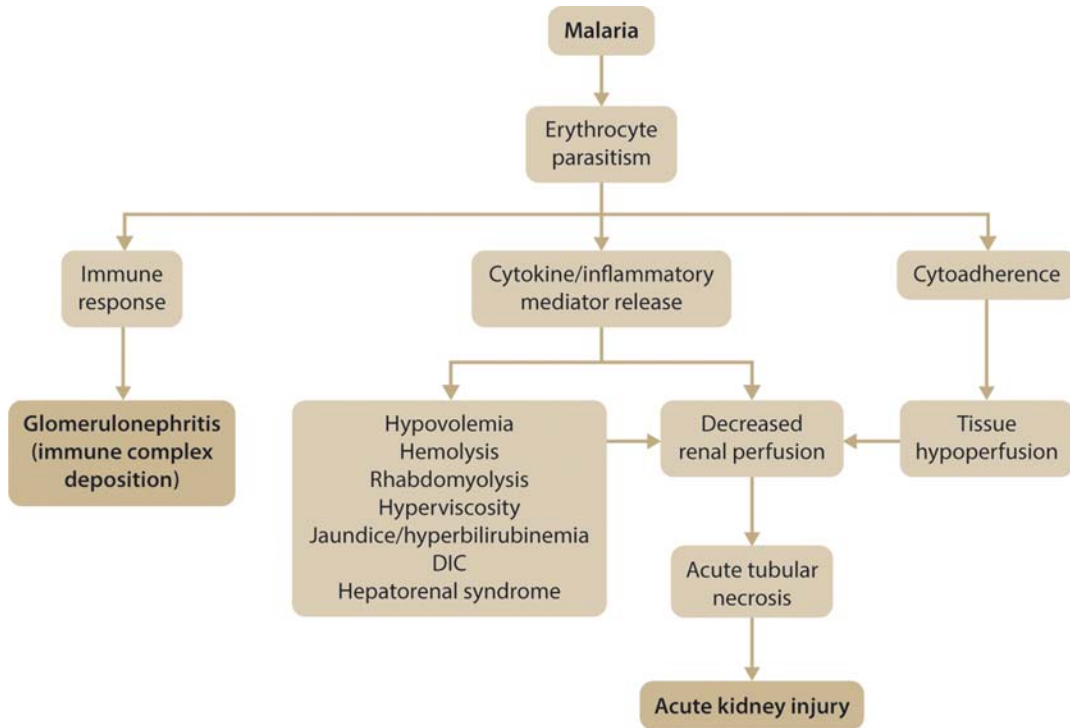 Malaria
Erythrocyte
parasitism
Immune
response
Cytokine/inflammatory
mediator release
Cytoadherence
Glomerulonephritis
(immune complex
deposition)
Hypovolemia
Hemolysis
Rhabdomyolysis
Hyperviscosity
Jaundice/hyperbilirubinemia
DIC
Hepatorenal syndrome
Decreased
renal perfusion
Tissue
hypoperfusion
Acute tubular
necrosis
Acute kidney injury